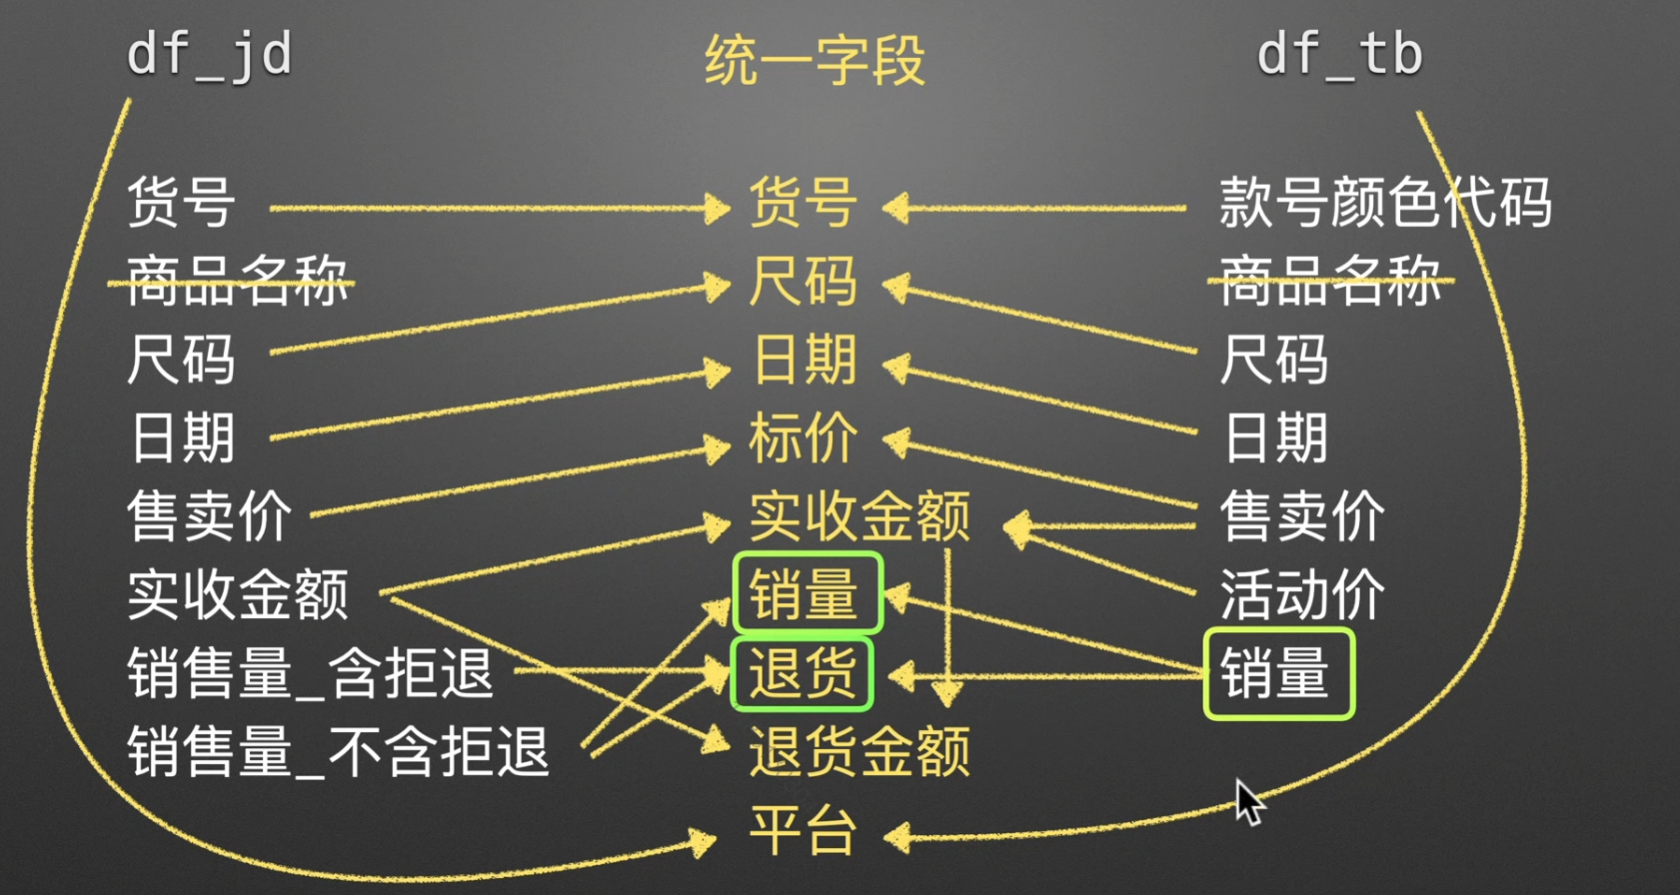 df_jd 统一字段 df_tb
货号 货号 款号颜色代码
商品名称 尺码 商品名称
尺码 日期 尺码
日期 标价 日期
售卖价 实收金额 售卖价
实收金额 销量 活动价
销售量_含拒退 退货 销量
销售量_不含拒退 退货金额
平台